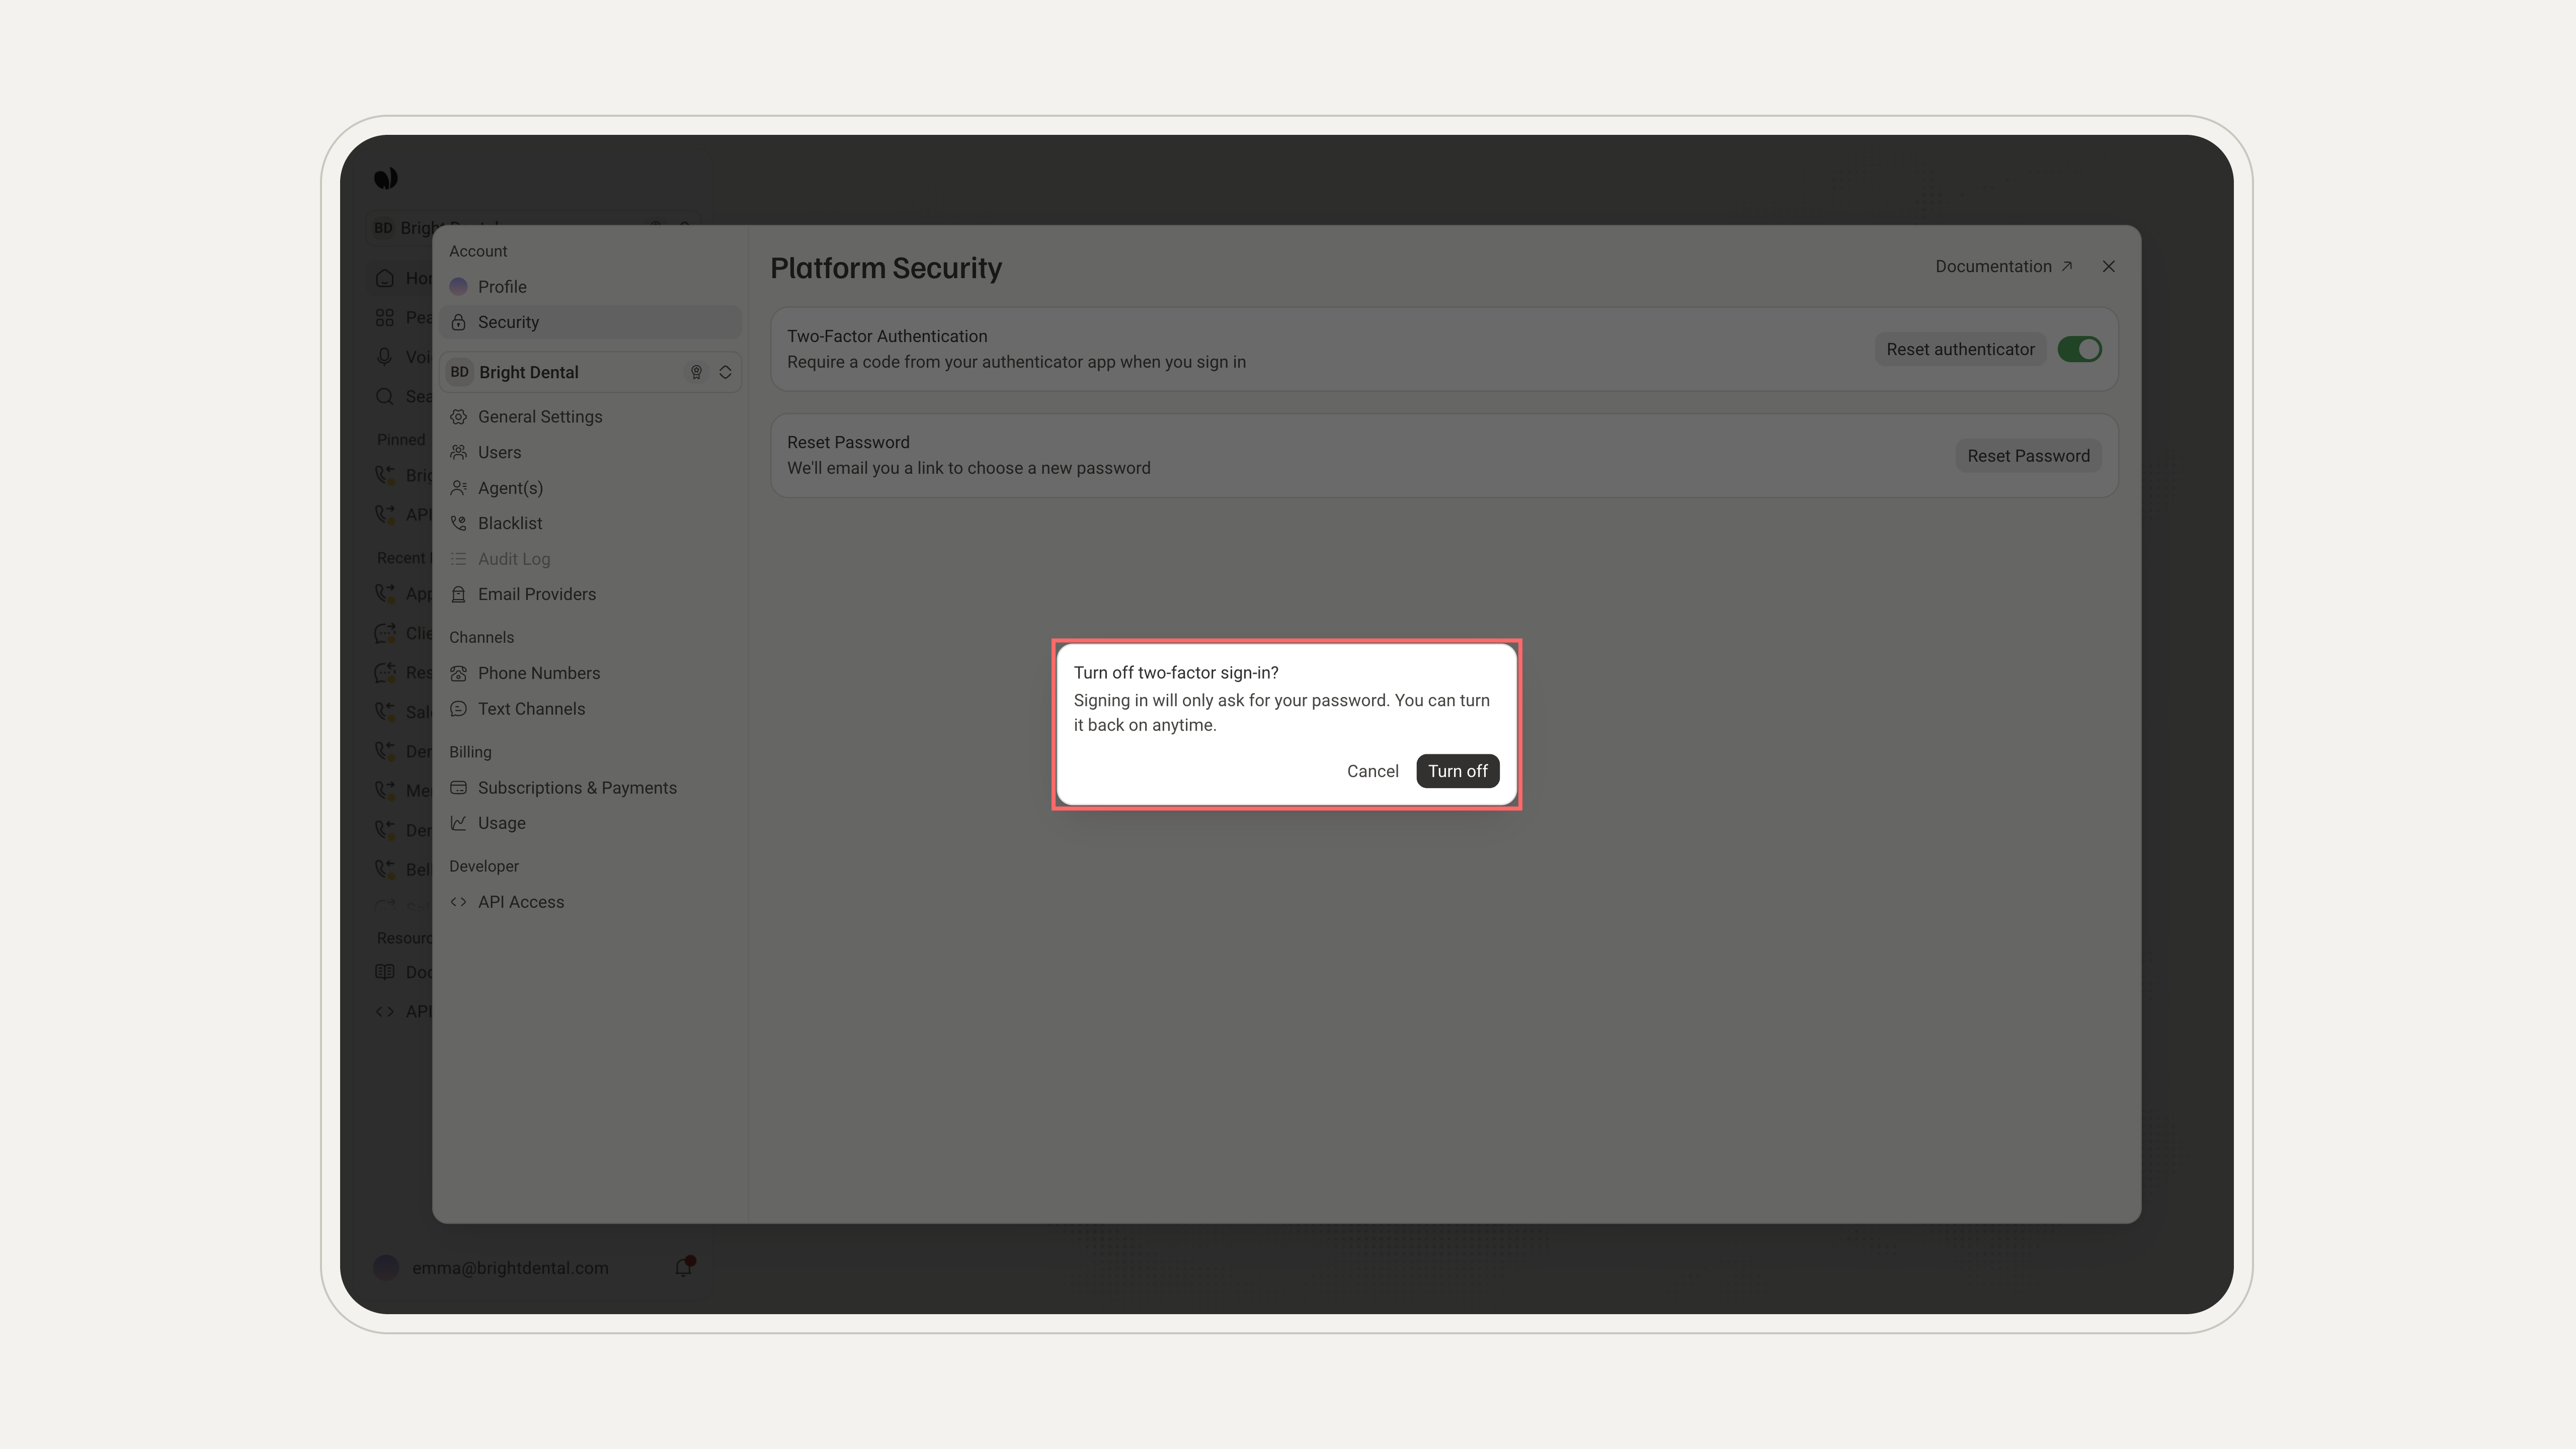 BD
Account
Profile
Security
BD Bright Dental
General Settings
Users
Agent(s)
Blacklist
Audit Log
Email Providers
Channels
Phone Numbers
Text Channels
Billing
Subscriptions & Payments
Usage
Developer
API Access
Pinned
API
API
Platform Security
Documentation
Two-Factor Authentication
Require a code from your authenticator app when you sign in
Reset authenticator
Reset Password
We'll email you a link to choose a new password
Reset Password
Turn off two-factor sign-in?
Signing in will only ask for your password. You can turn
it back on anytime.
Cancel Turn off
emma@brightdental.com